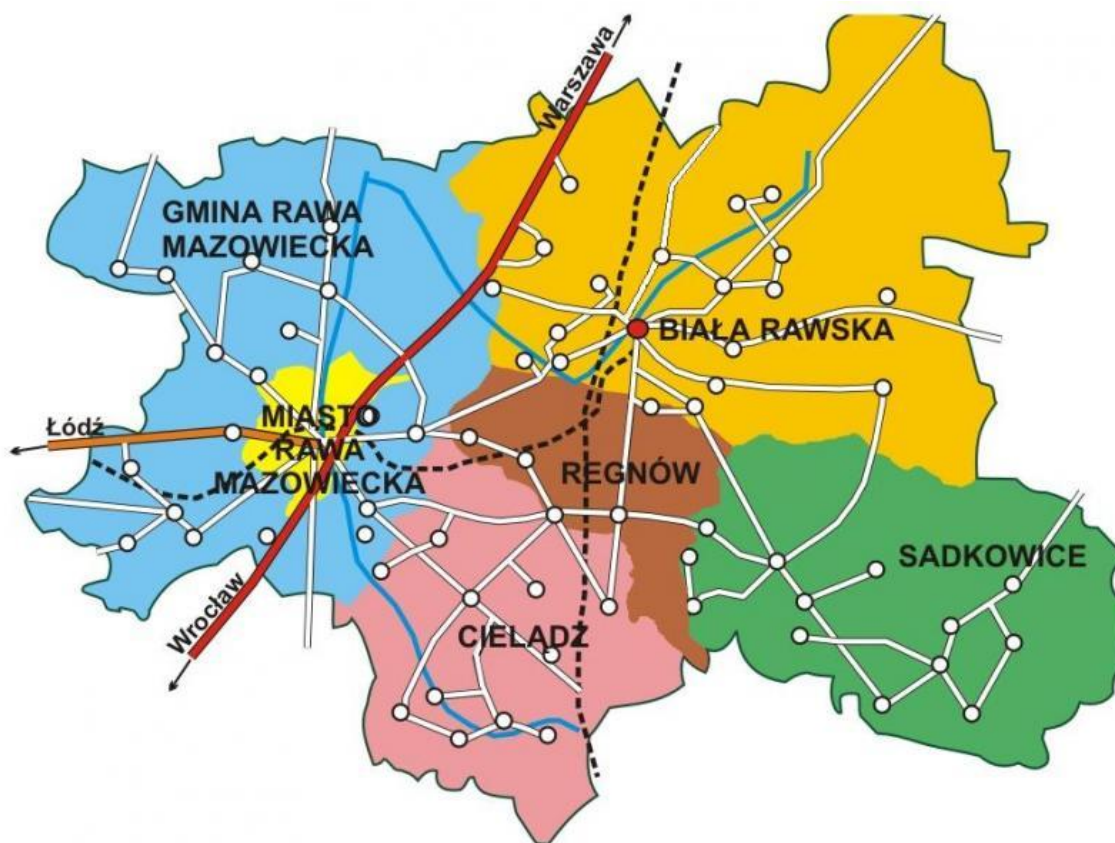 Warszawa
GMINA RAWA
MAZOWIECKA
BIAŁA RAWSKA
Łódź
MIASTO
RAWA
MAZOWIECKA
REGNÓW
SADKOWICE
Wrocław
CIELĄDZ